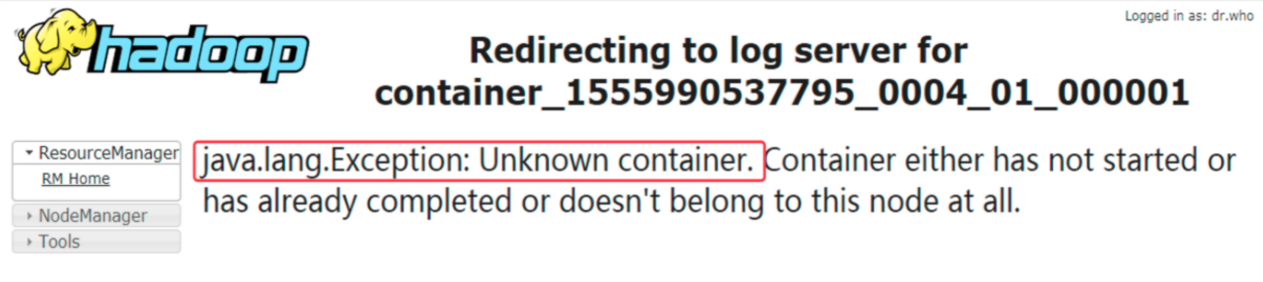 Logged in as: dr.who
hadoop
Redirecting to log server for
container_1555990537795_0004_01_000001
ResourceManager
RM Home
NodeManager
Tools
java.lang.Exception: Unknown container. Container either has not started or
has already completed or doesn't belong to this node at all.